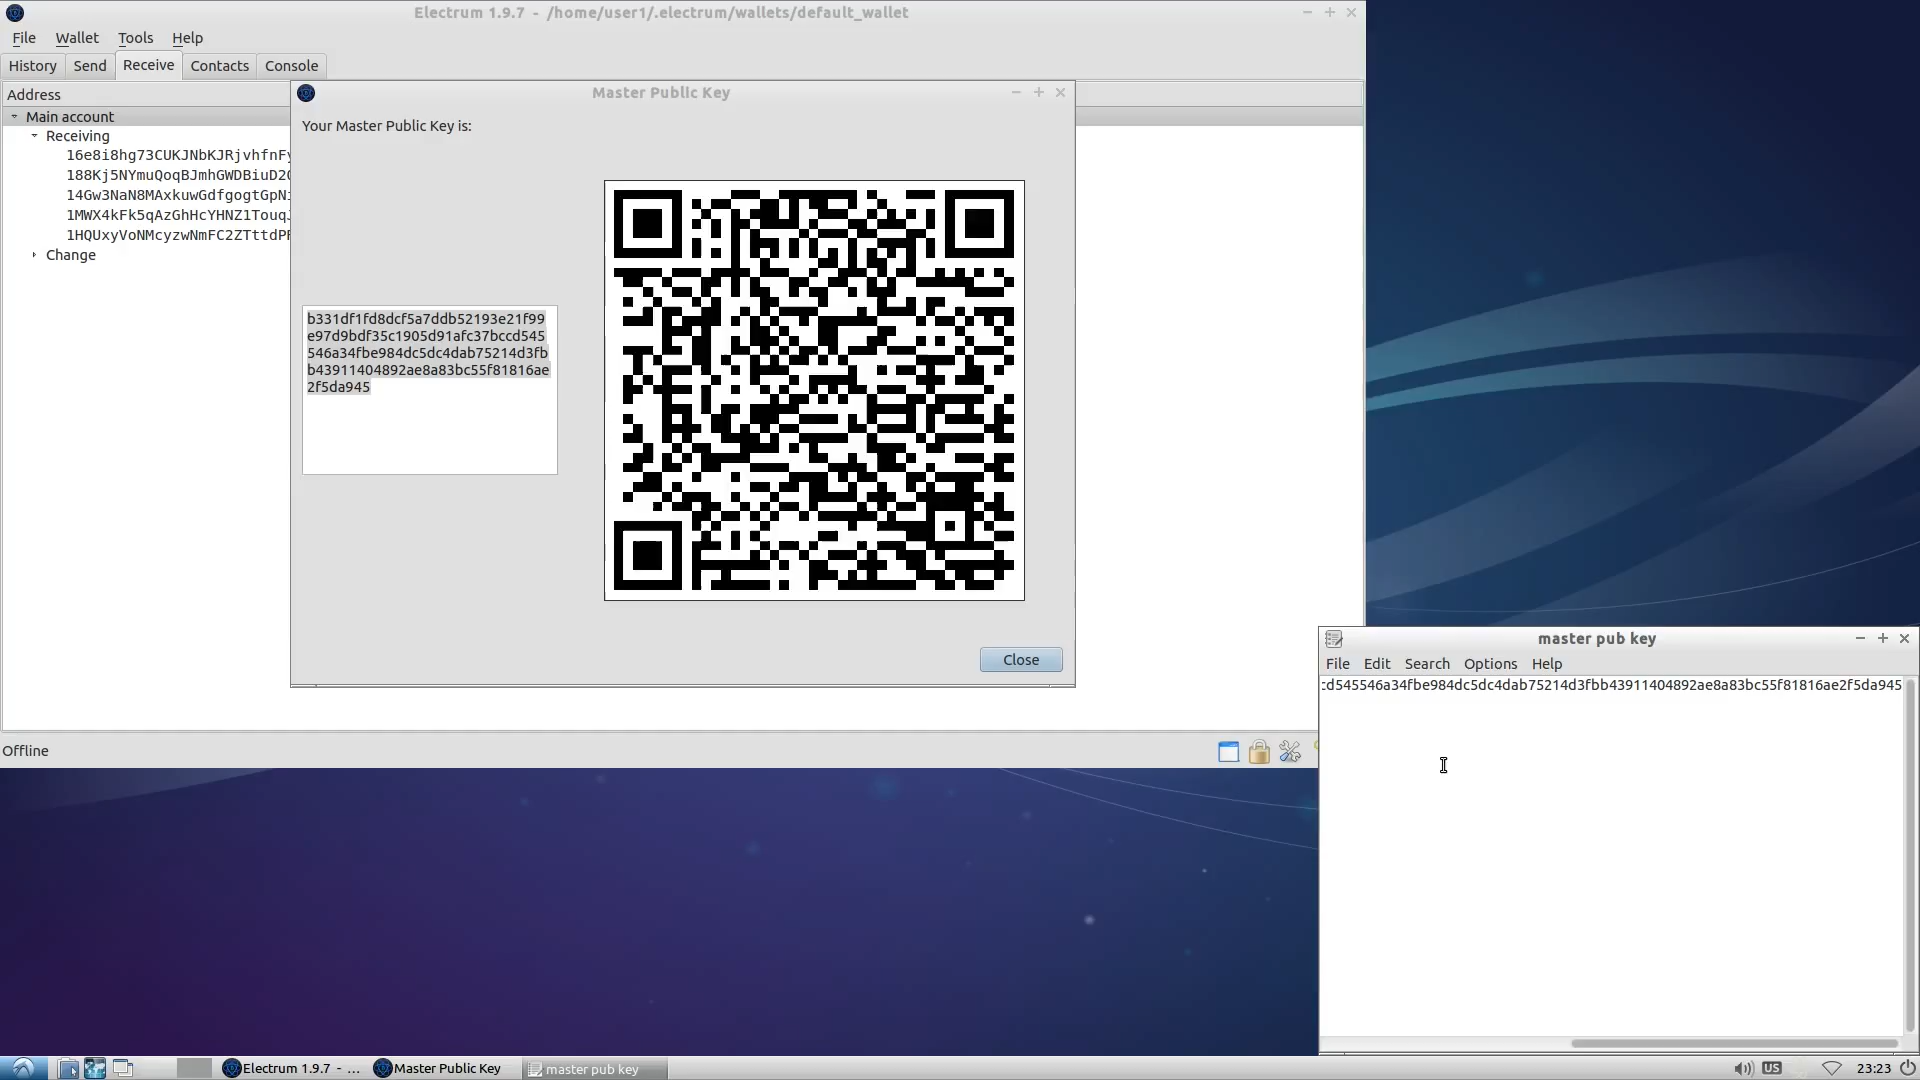 Electrum 1.9.7 - /home/user1/.electrum/wallets/default_wallet
File Wallet Tools Help
History Send Receive Contacts Console
Address
Main account
Receiving
16e8i8hg73CUKJNbKJRjvhfnFy
188Kj5NYmuQoqBJmhGWDBiuD2
14Gw3NaN8MAxkuwGdfgogtGpN
1MWX4kFk5qAzGhHcYHNZ1Touq
1HQUxyVoNMcyzwNmFC2ZTttdP
Change
Master Public Key
Your Master Public Key is:
b331df1fd8dcf5a7ddb52193e21f99
e97d9bdf35c1905d91afc37bccd545
546a34fbe984dc5dc4dab75214d3fb
b43911404892ae8a83bc55f81816ae
2f5da945
Close
Offline
master pub key
File Edit Search Options Help
cd545546a34fbe984dc5dc4dab75214d3fbb43911404892ae8a83bc55f81816ae2f5da945
Electrum 1.9.7 - ...
Master Public Key
master pub key
US
23:23